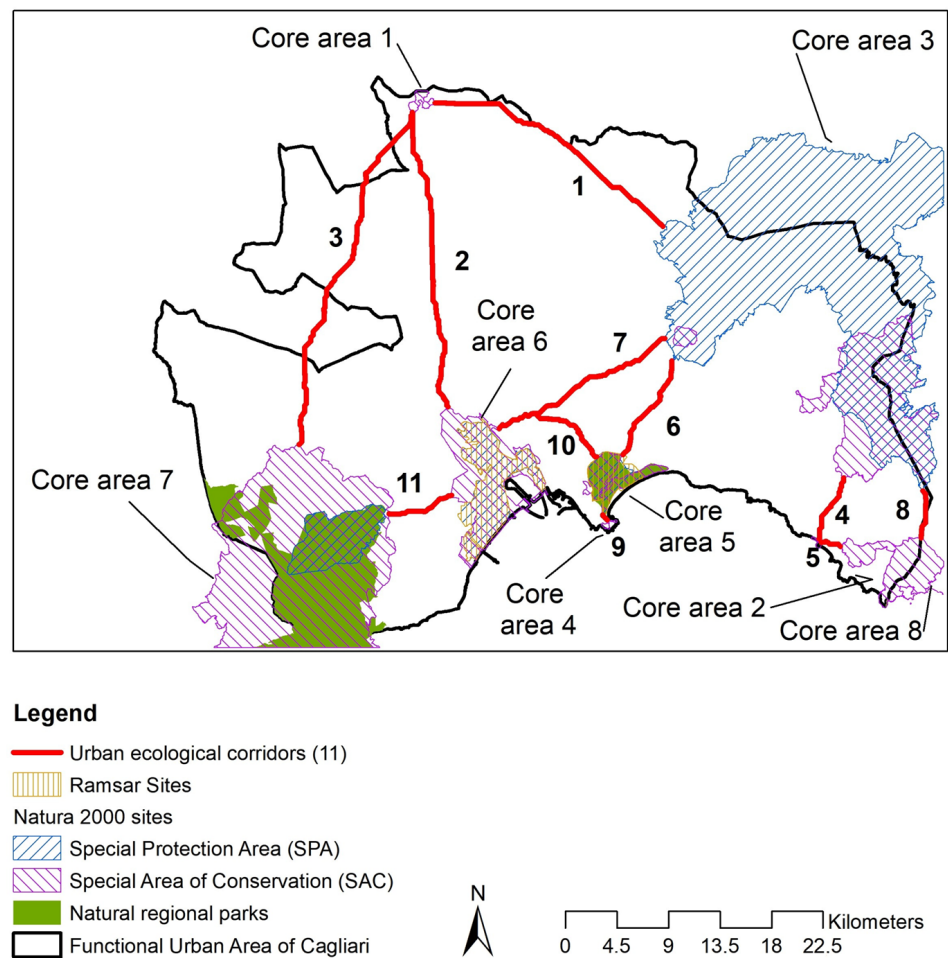 Core area 1
Core area 3
1
3
2
Core
area 6
7
6
10
Core area 7
11
4
8
Core
area 5
9
5
Core
area 4
Core area 2
Core area 8
Legend
Urban ecological corridors (11)
Ramsar Sites
Natura 2000 sites
Special Protection Area (SPA)
Special Area of Conservation (SAC)
Natural regional parks
Functional Urban Area of Cagliari
N
Kilometers
0 4.5 9 13.5 18 22.5